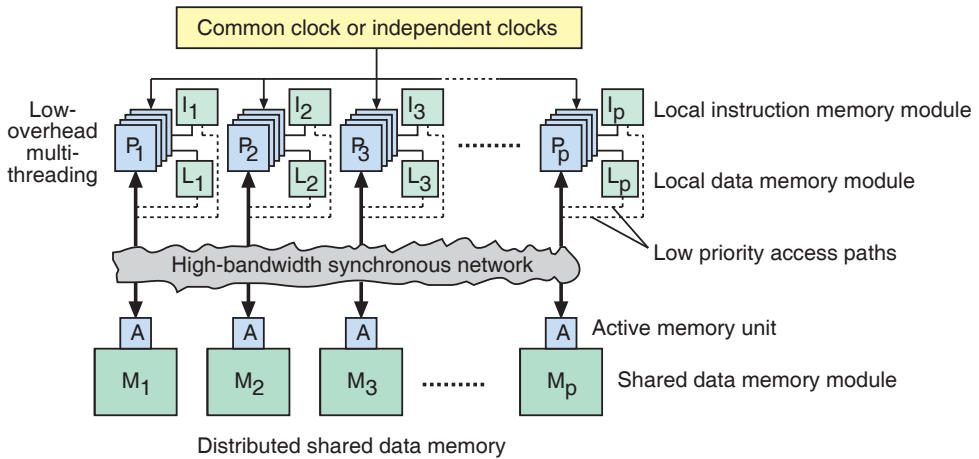 Common clock or independent clocks
Low-
overhead
multi-
threading
P1
I1
L1
P2
I2
L2
P3
I3
L3
Pp
Ip
Lp
Local instruction memory module
Local data memory module
Low priority access paths
High-bandwidth synchronous network
A
A
A
A
Active memory unit
M1
M2
M3
Mp
Shared data memory module
Distributed shared data memory